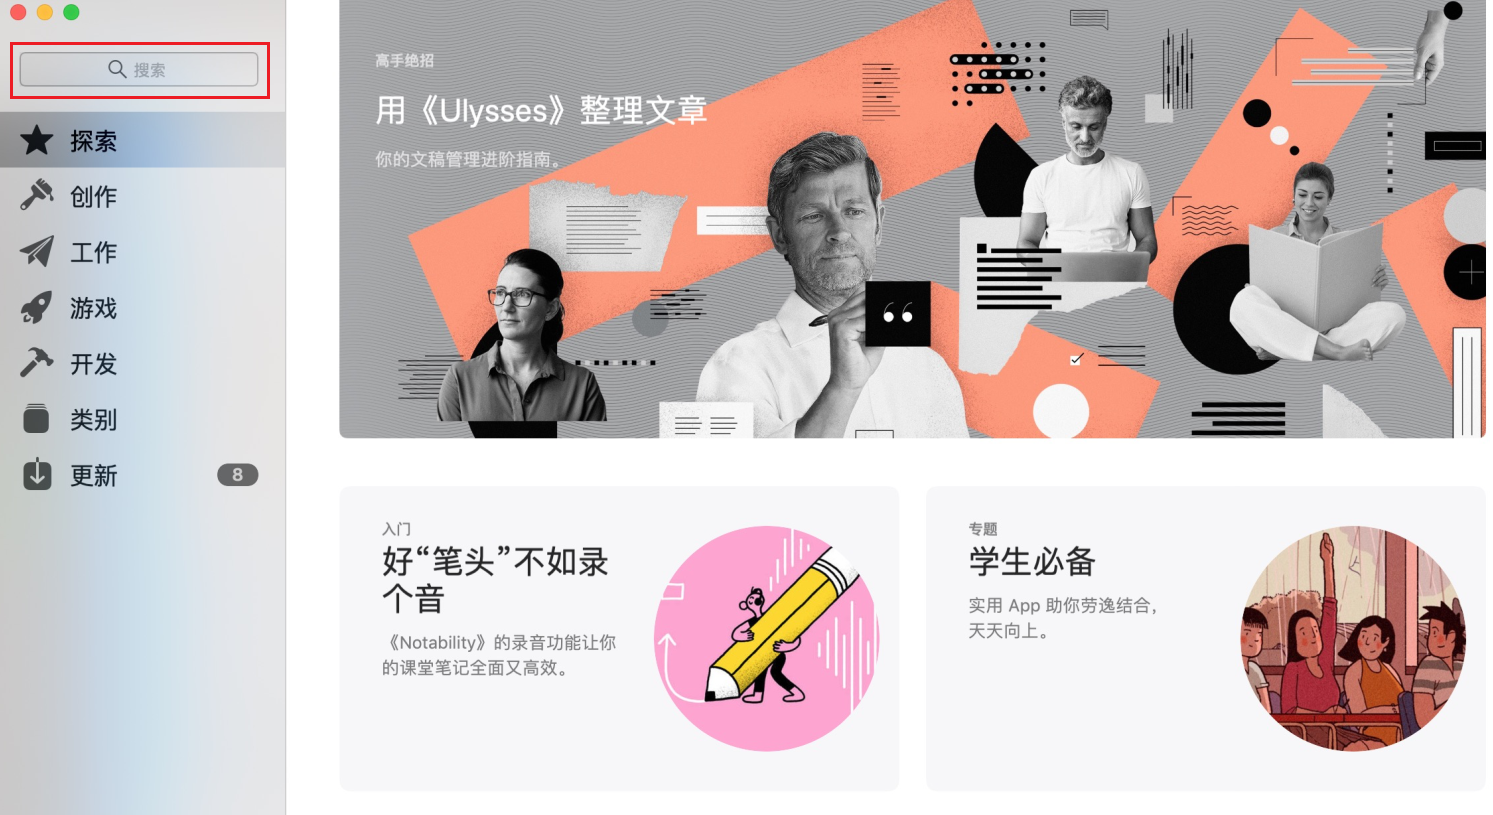 搜索
探索
创作
工作
游戏
开发
类别
更新
8
高手绝招
用《Ulysses》整理文章
你的文稿管理进阶指南。
入门
好“笔头”不如录
个音
《Notability》的录音功能让你
的课堂笔记全面又高效。
专题
学生必备
实用 App 助你劳逸结合，
天天向上。